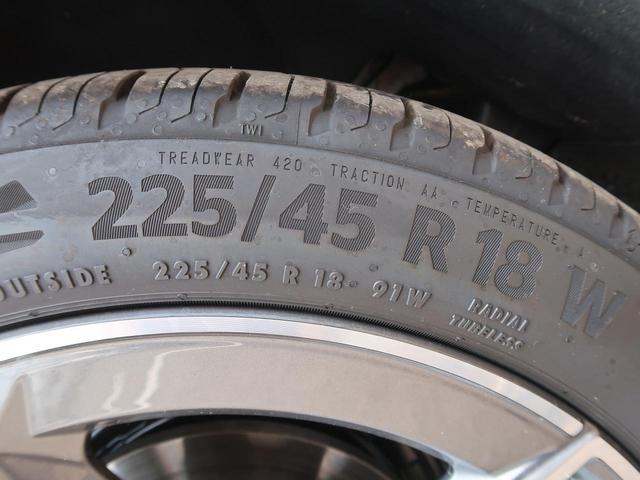 TWI
TREADWEAR 420 TRACTION AA TEMPERATURE A
225/45 R 18 W
OUTSIDE 225/45 R 18 91W
RADIAL
TUBELESS